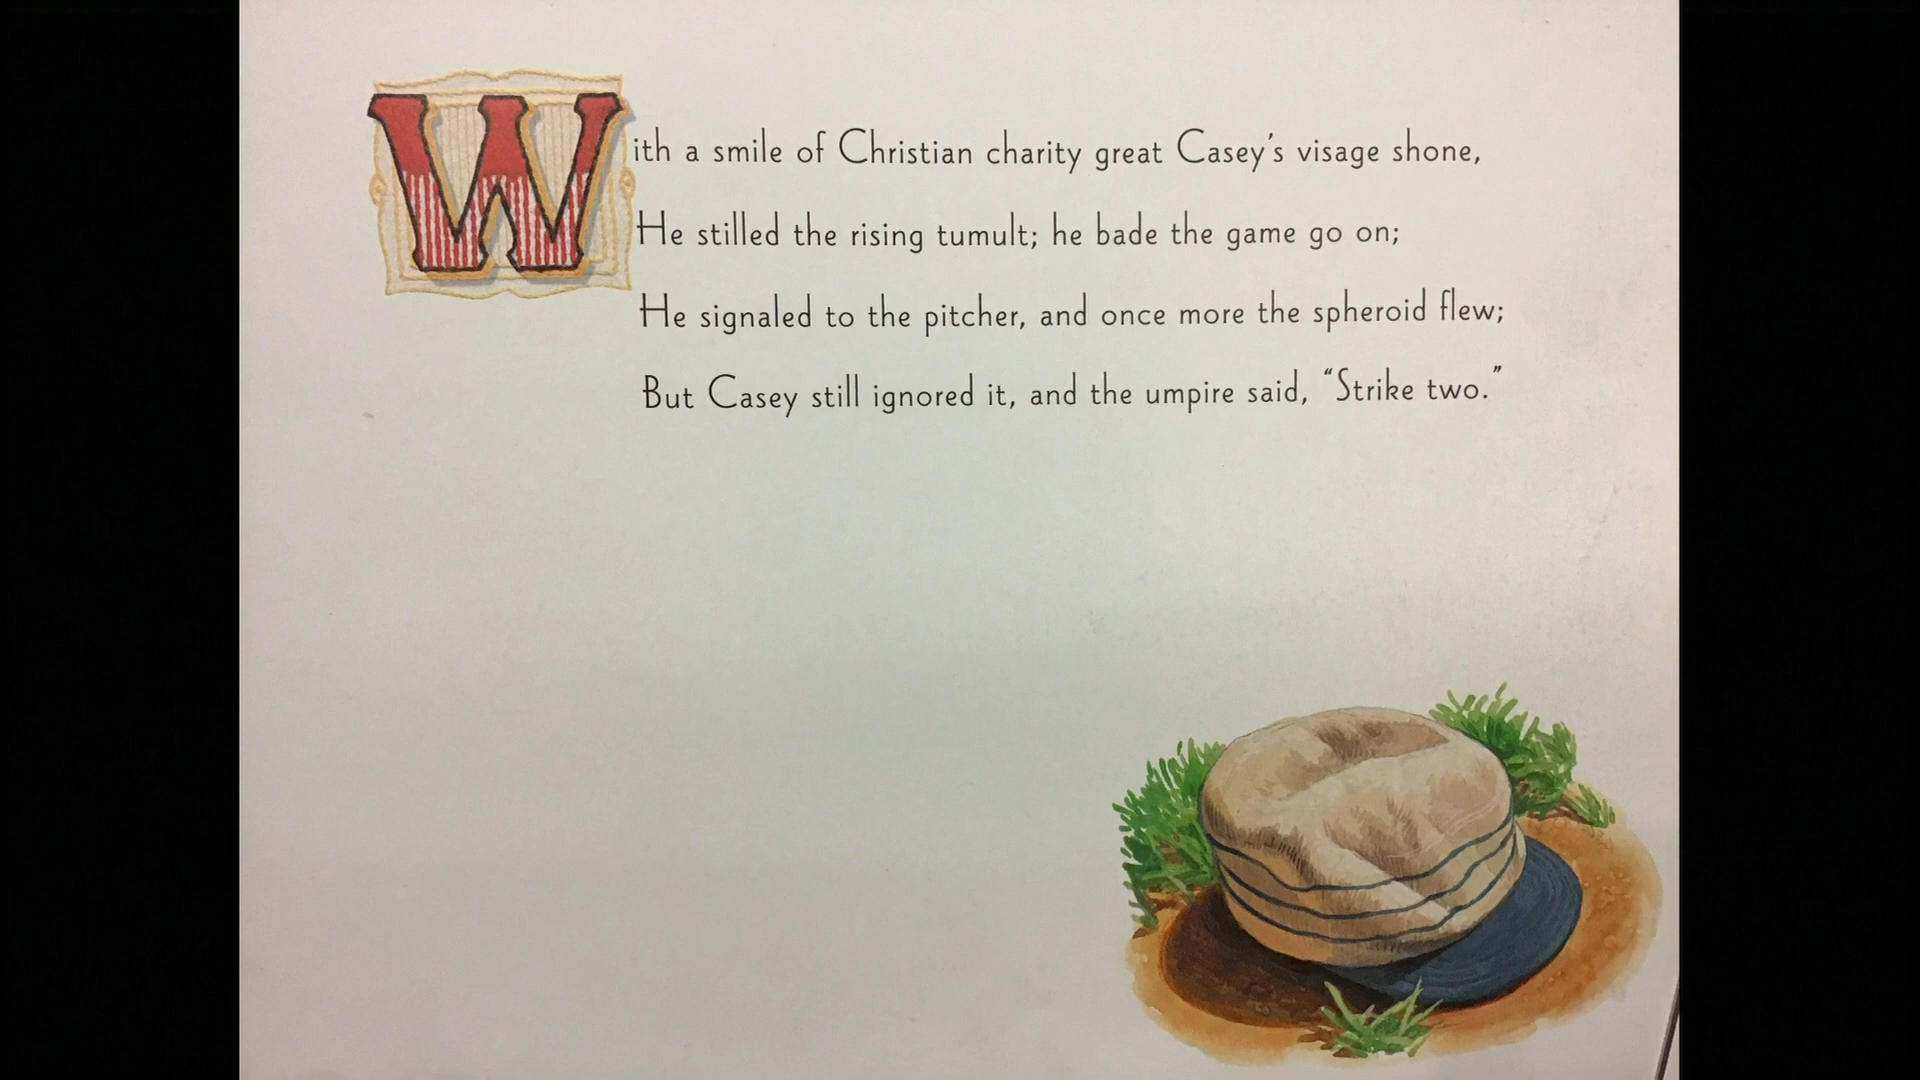 With a smile of Christian charity great Casey's visage shone,
He stilled the rising tumult; he bade the game go on;
He signaled to the pitcher, and once more the spheroid flew;
But Casey still ignored it, and the umpire said, “Strike two.”